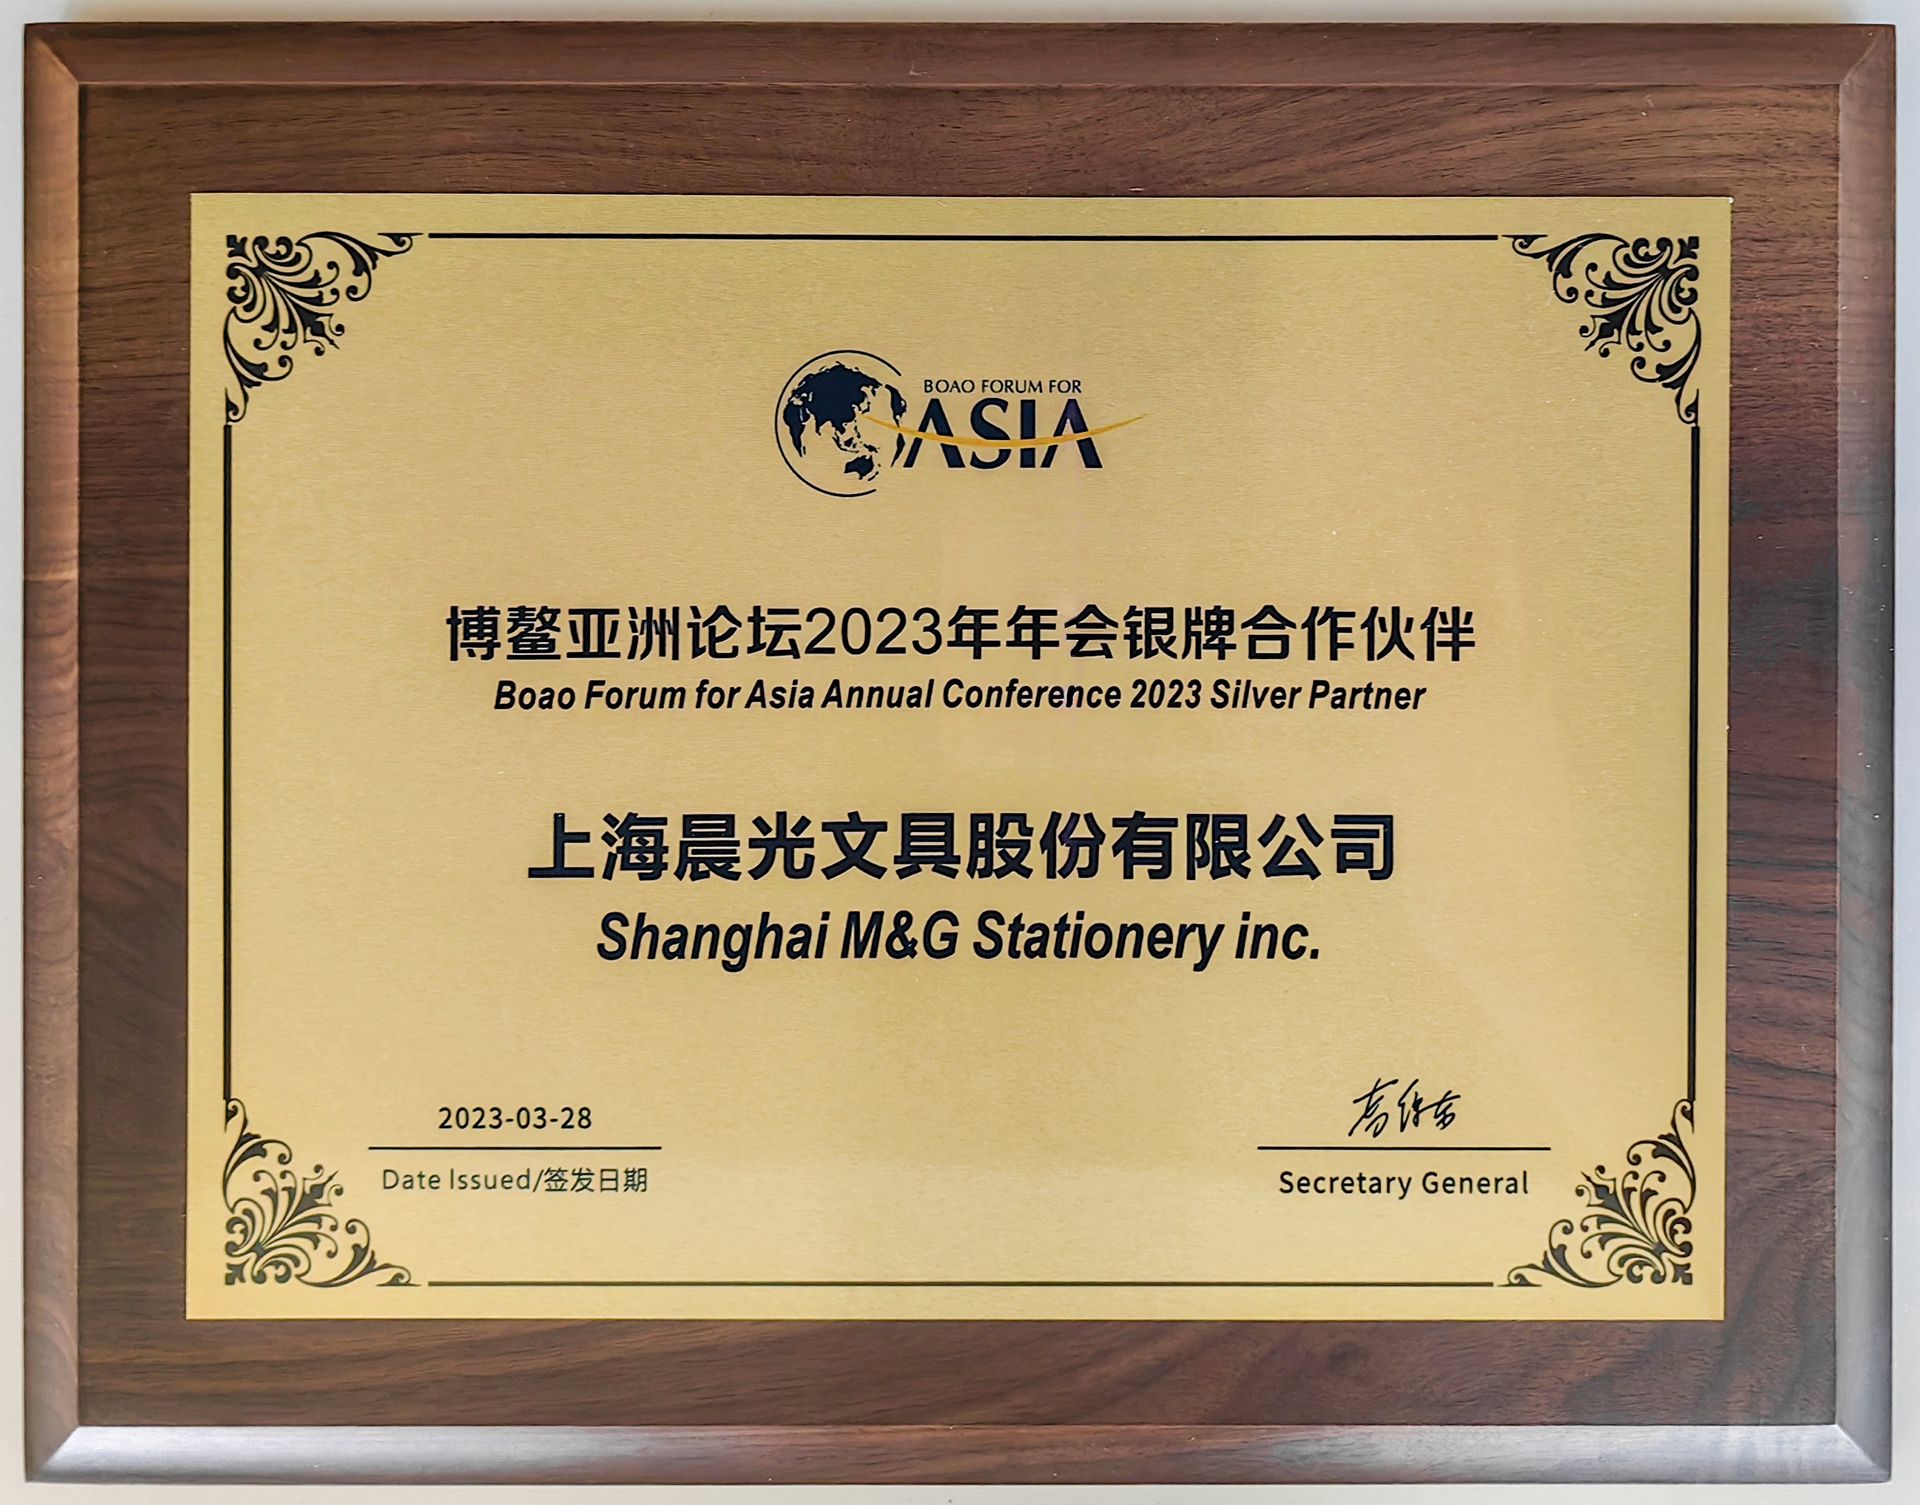 BOAO FORUM FOR
ASIA
博鳌亚洲论坛2023年年会银牌合作伙伴
Boao Forum for Asia Annual Conference 2023 Silver Partner
上海晨光文具股份有限公司
Shanghai M&G Stationery inc.
2023-03-28
Date Issued/签发日期
Secretary General